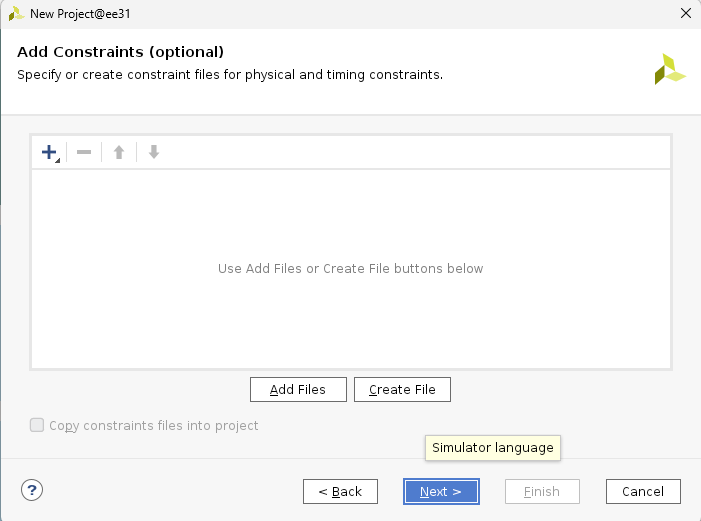 New Project@ee31
Add Constraints (optional)
Specify or create constraint files for physical and timing constraints.
Use Add Files or Create File buttons below
Add Files
Create File
Copy constraints files into project
Simulator language
?
< Back
Next >
Finish
Cancel